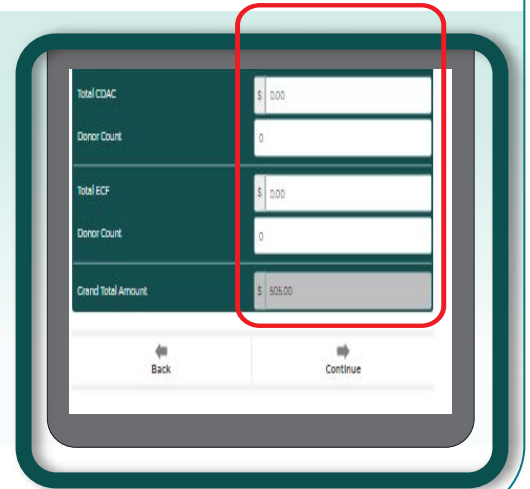 Total CDAC $ 0.00
Donor Count 0
Total ECF $ 0.00
Donor Count 0
Grand Total Amount $ 505.00
Back Continue